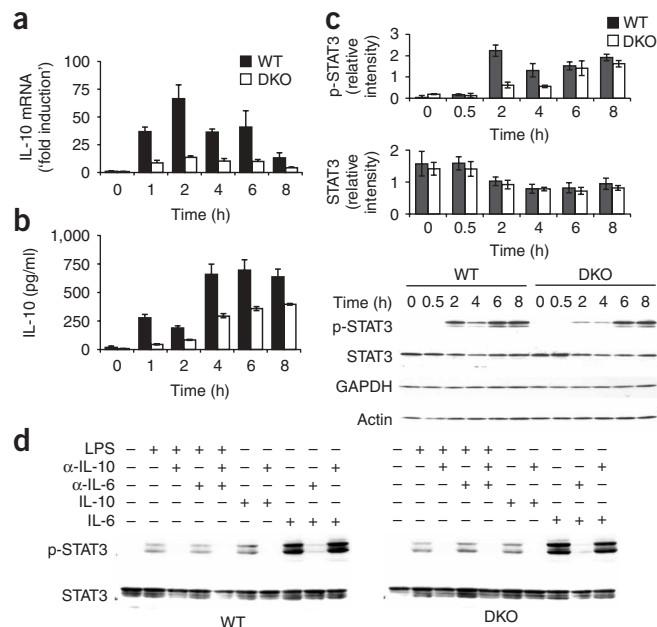 a
IL-10 mRNA
('fold induction')
100
75
50
25
0
WT
DKO
0 1 2 4 6 8
Time (h)
b
IL-10 (pg/ml)
1,000
750
500
250
0
0 1 2 4 6 8
Time (h)
c
p-STAT3
(relative
intensity)
3
2
1
0
WT
DKO
0 0.5 2 4 6 8
Time (h)
STAT3
(relative
intensity)
2
1
0
0 0.5 2 4 6 8
Time (h)
WT DKO
Time (h) 0 0.5 2 4 6 8 0 0.5 2 4 6 8
p-STAT3
STAT3
GAPDH
Actin
d
LPS – + + + + – – – – – – + + + + – – – – –
α-IL-10 – – + – + – + – – + – – + – + – + – – +
α-IL-6 – – – + + – – – + – – – – + + – – – + –
IL-10 – – – – – + + – – – – – – – – + + – – –
IL-6 – – – – – – – + + + – – – – – – – + + +
p-STAT3
STAT3
WT
DKO